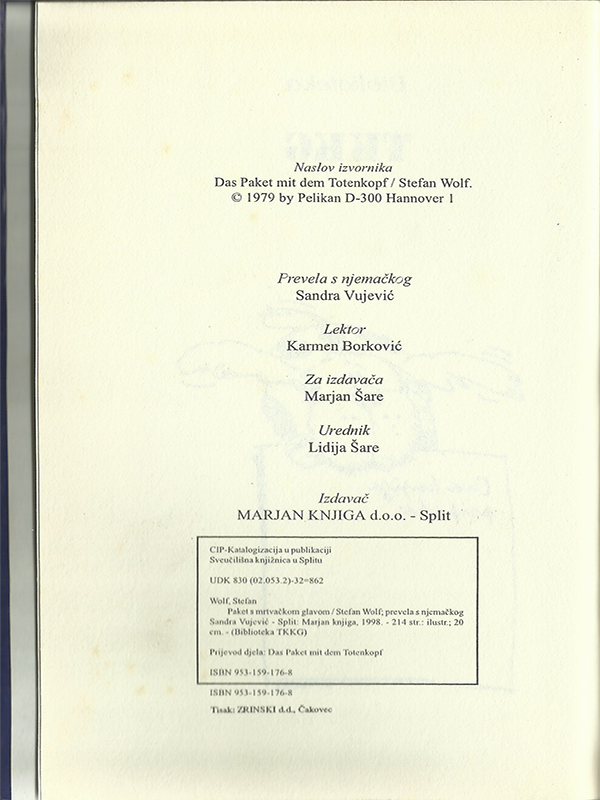 Naslov izvornika
Das Paket mit dem Totenkopf / Stefan Wolf.
© 1979 by Pelikan D-300 Hannover 1
Prevela s njemačkog
Sandra Vujević
Lektor
Karmen Borković
Za izdavača
Marjan Šare
Urednik
Lidija Šare
Izdavač
MARJAN KNJIGA d.o.o. - Split
CIP-Katalogizacija u publikaciji
Sveučilišna knjižnica u Splitu
UDK 830 (02.053.2)-32=862
Wolf, Stefan
Paket s mrtvačkom glavom / Stefan Wolf; prevela s njemačkog
Sandra Vujević - Split: Marjan knjiga, 1998. - 214 str.: ilustr.; 20
cm. - (Biblioteka TKKG)
Prijevod djela: Das Paket mit dem Totenkopf
ISBN 953-159-176-8
ISBN 953-159-176-8
Tisak: ZRINSKI d.d., Čakovec